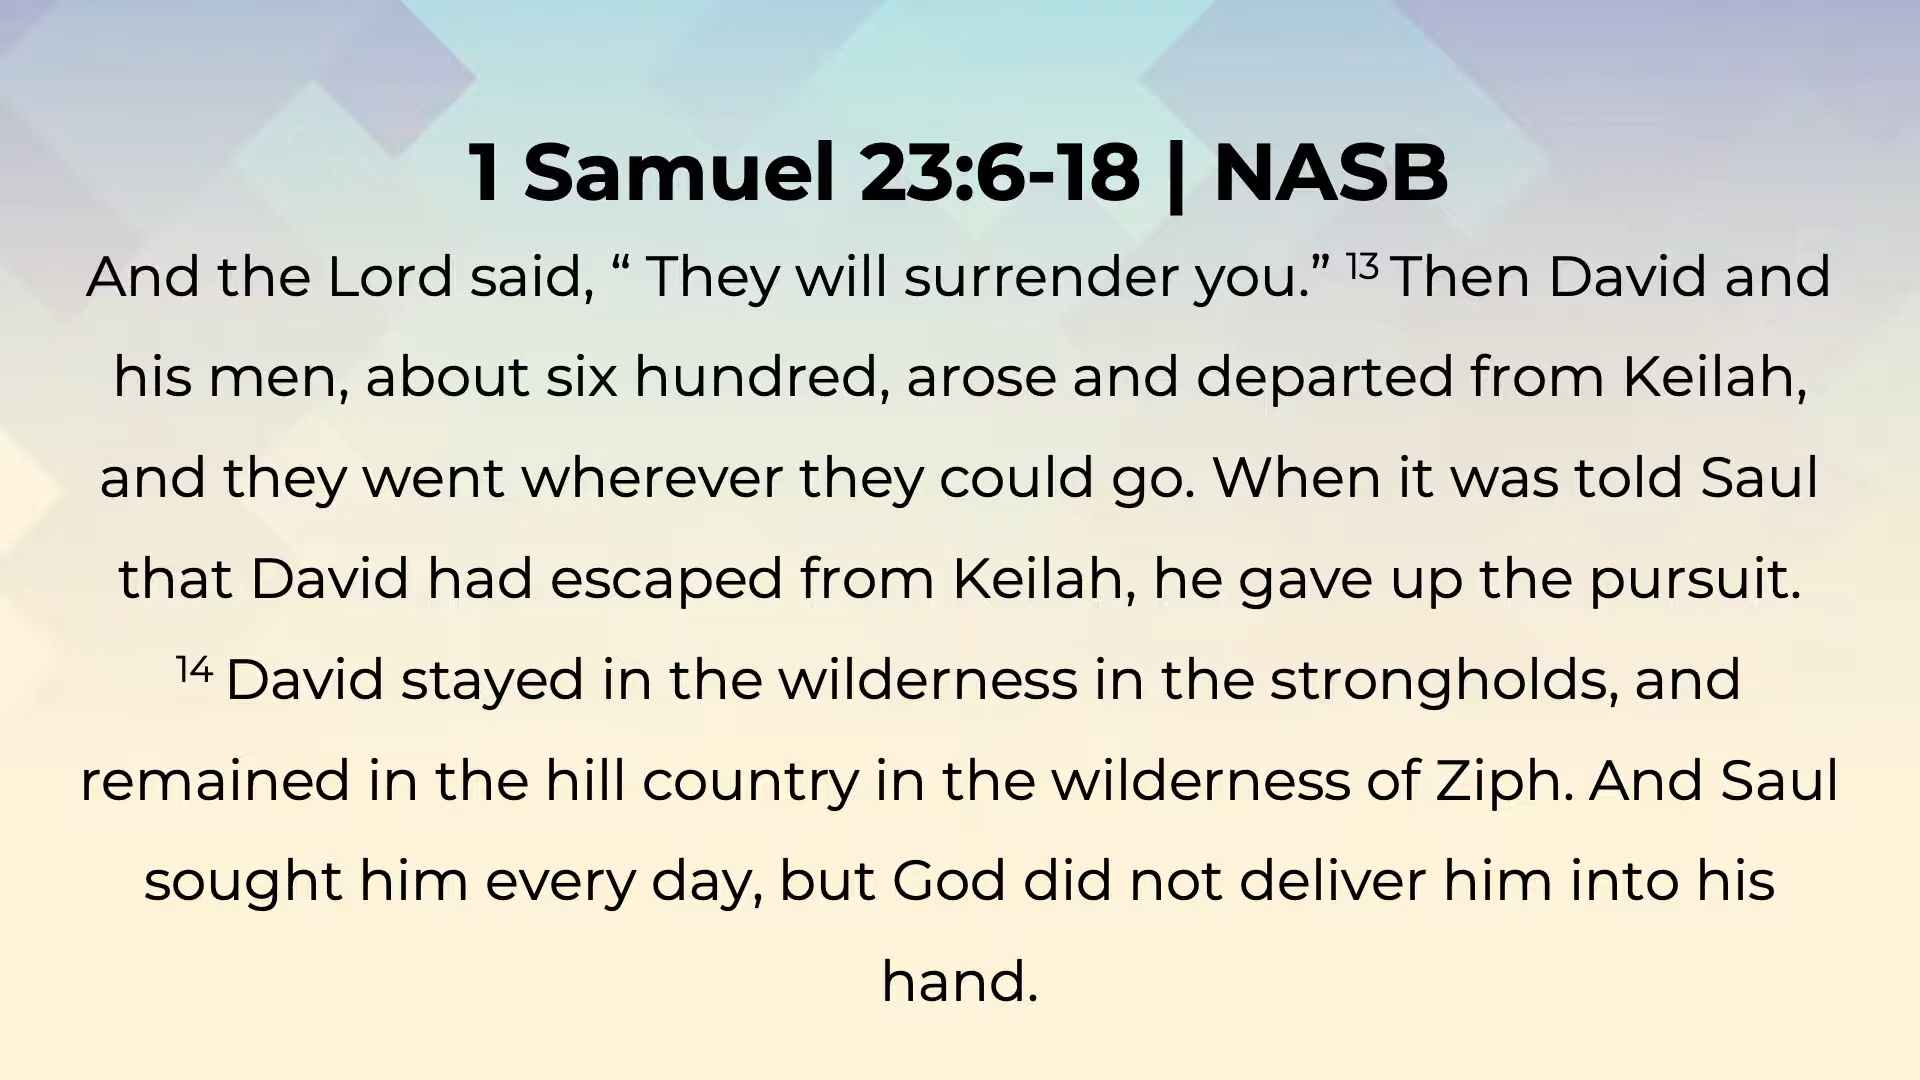 1 Samuel 23:6-18 | NASB
And the Lord said, “ They will surrender you.” 13 Then David and
his men, about six hundred, arose and departed from Keilah,
and they went wherever they could go. When it was told Saul
that David had escaped from Keilah, he gave up the pursuit.
14 David stayed in the wilderness in the strongholds, and
remained in the hill country in the wilderness of Ziph. And Saul
sought him every day, but God did not deliver him into his
hand.